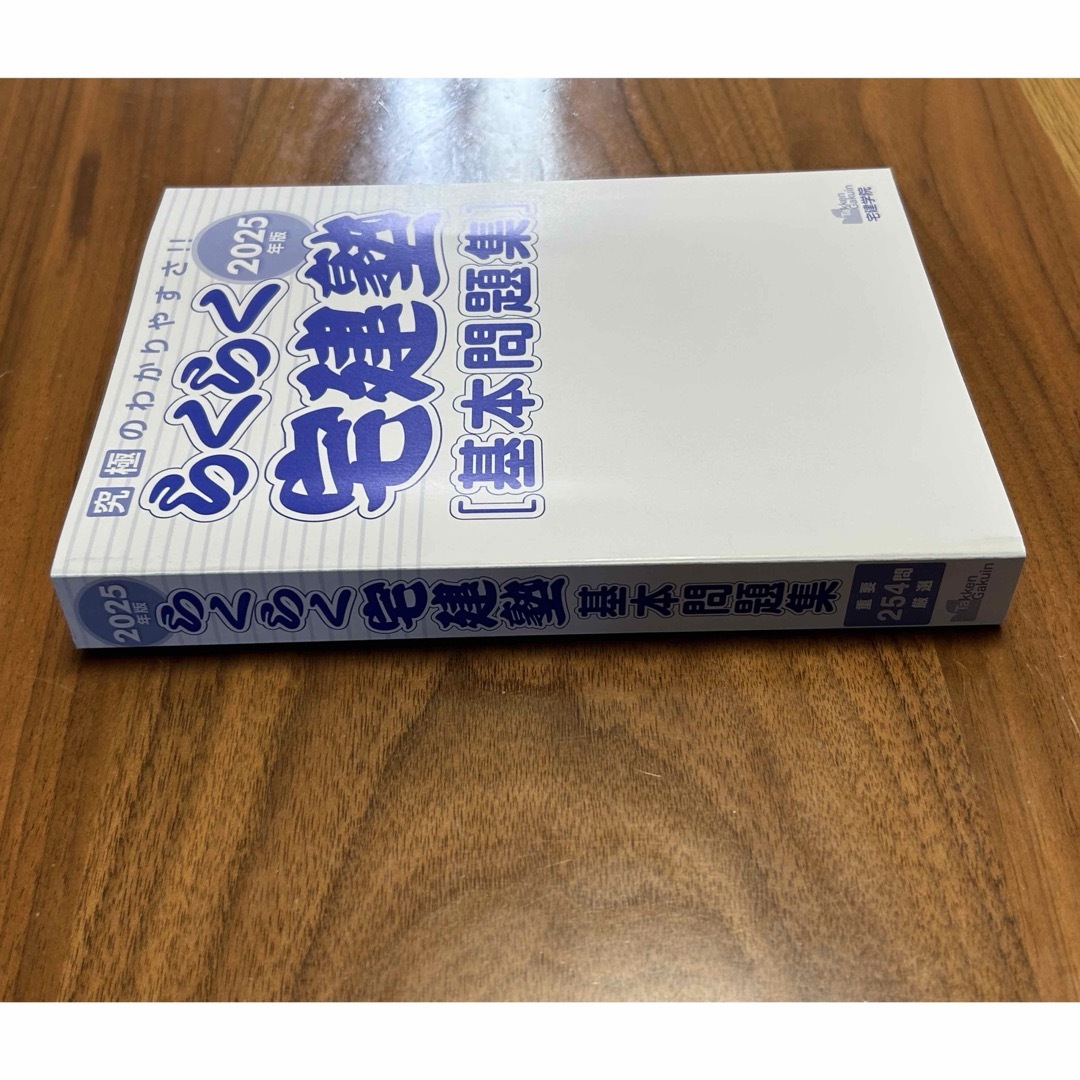 究極のわかりやすさ!!
2025
年版
らくらく
宅建塾
[基本問題集]
Takken
Gakuin
宅建学院
2025
年版
らくらく宅建塾 基本問題集
重要
254問
厳選
Takken
Gakuin